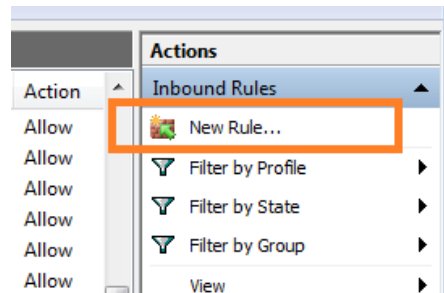 Actions
Action
Inbound Rules
Allow
New Rule...
Allow
Filter by Profile
Allow
Allow
Filter by State
Allow
Filter by Group
Allow
View